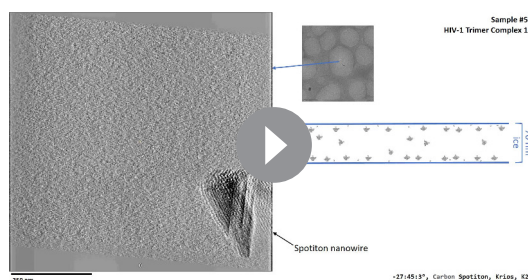 Sample #5
HIV-1 Trimer Complex 1
ice
Spotiton nanowire
-27:45:3°, Carbon Spotiton, Krios, K2